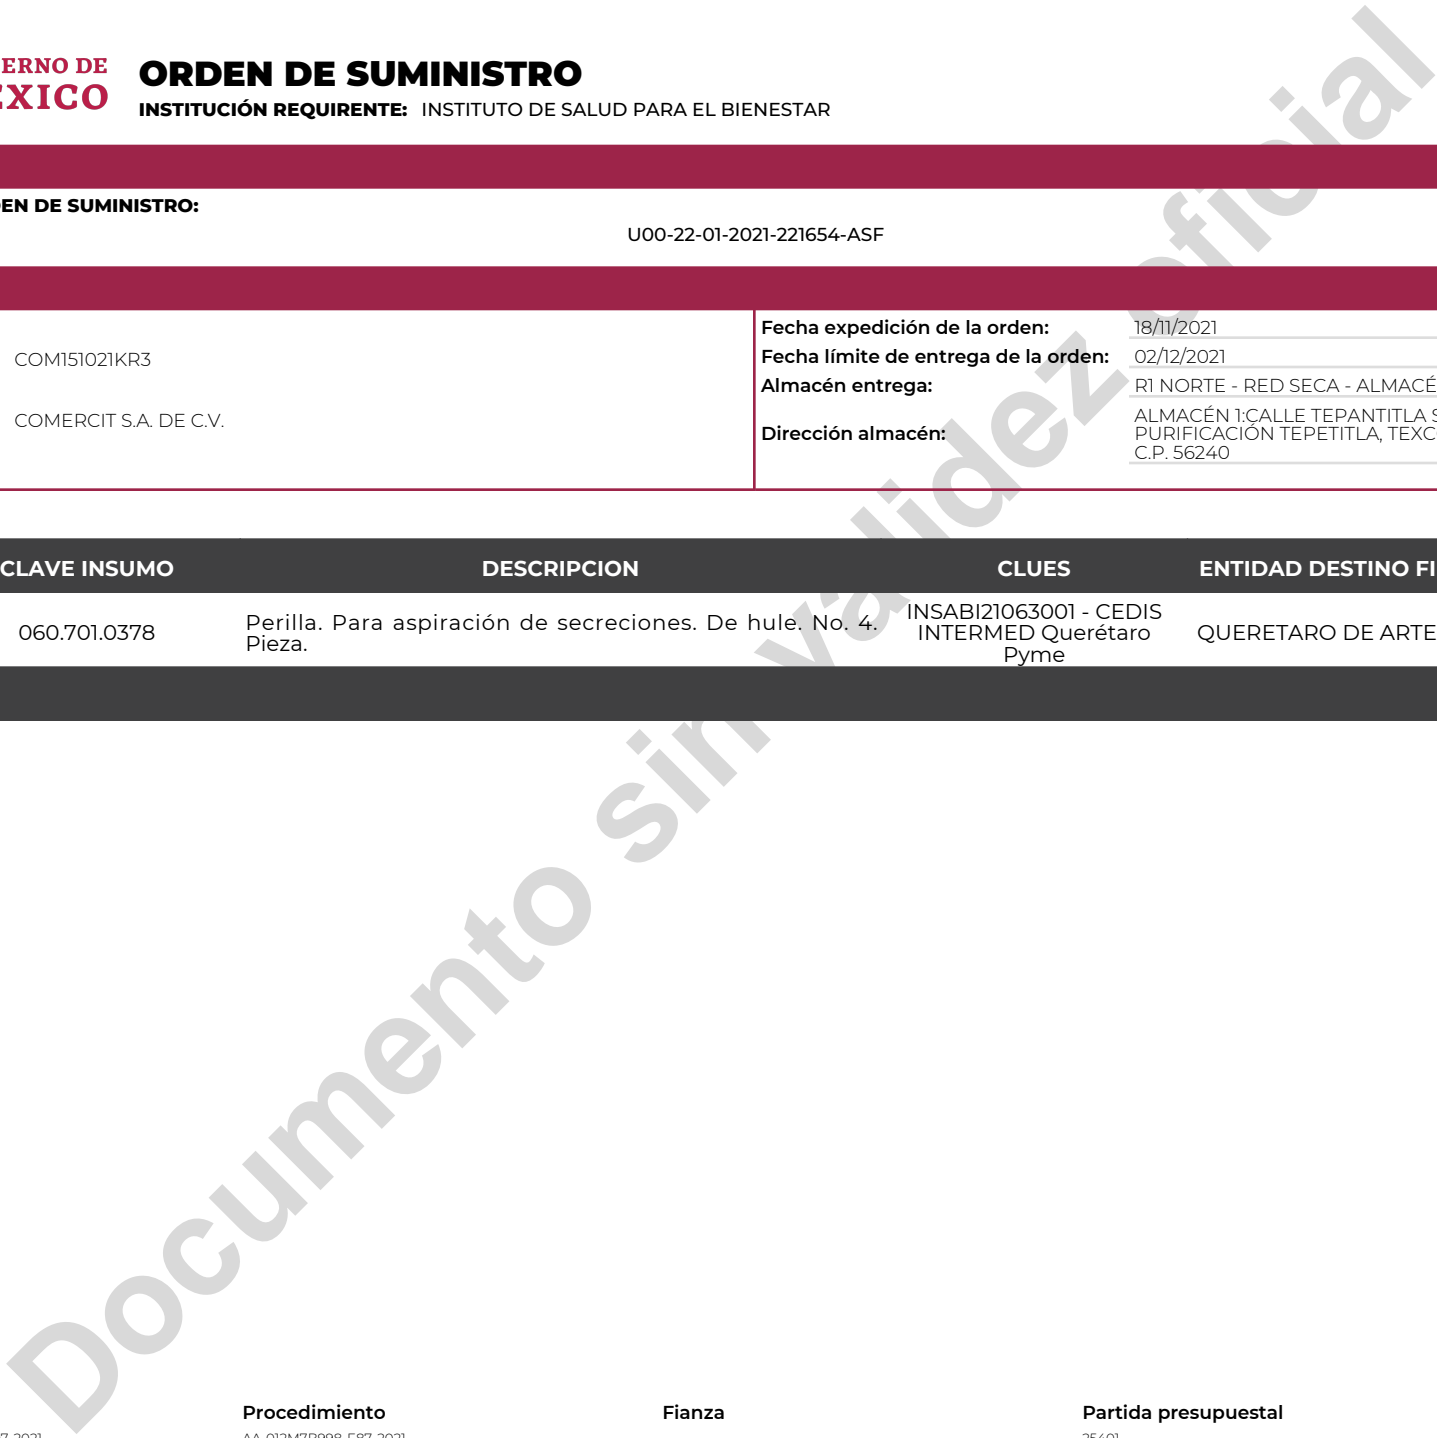 ERNO DE
ORDEN DE SUMINISTRO
INSTITUCIÓN REQUIRENTE: INSTITUTO DE SALUD PARA EL BIENESTAR
EN DE SUMINISTRO:
U00-22-01-2021-221654-ASF
COM151021KR3
COMERCIT S.A. DE C.V.
Fecha expedición de la orden: 18/11/2021
Fecha límite de entrega de la orden: 02/12/2021
Almacén entrega: R1 NORTE - RED SECA - ALMACÉ
Dirección almacén: ALMACÉN 1:CALLE TEPANTITLA S
PURIFICACIÓN TEPETITLA, TEXC
C.P. 56240
CLAVE INSUMO DESCRIPCION CLUES ENTIDAD DESTINO FI
060.701.0378 Perilla. Para aspiración de secreciones. De hule. No. 4.
Pieza.
INSABI21063001 - CEDIS
INTERMED Querétaro
Pyme
QUERETARO DE ARTE
Documento sin validez oficial
Procedimiento Fianza Partida presupuestal